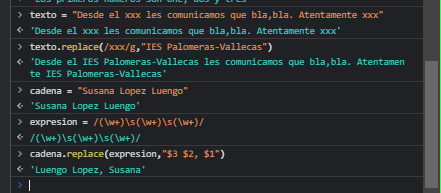 > texto = "Desde el xxx les comunicamos que bla,bla. Atentamente xxx"
< 'Desde el xxx les comunicamos que bla,bla. Atentamente xxx'
> texto.replace(/xxx/g,"IES Palomeras-Vallecas")
< 'Desde el IES Palomeras-Vallecas les comunicamos que bla,bla. Atentamen
te IES Palomeras-Vallecas'
> cadena = "Susana Lopez Luengo"
< 'Susana Lopez Luengo'
> expresion = /(\w+)\s(\w+)\s(\w+)/
< /(\w+)\s(\w+)\s(\w+)/
> cadena.replace(expresion,"$3 $2, $1")
< 'Luengo Lopez, Susana'
>